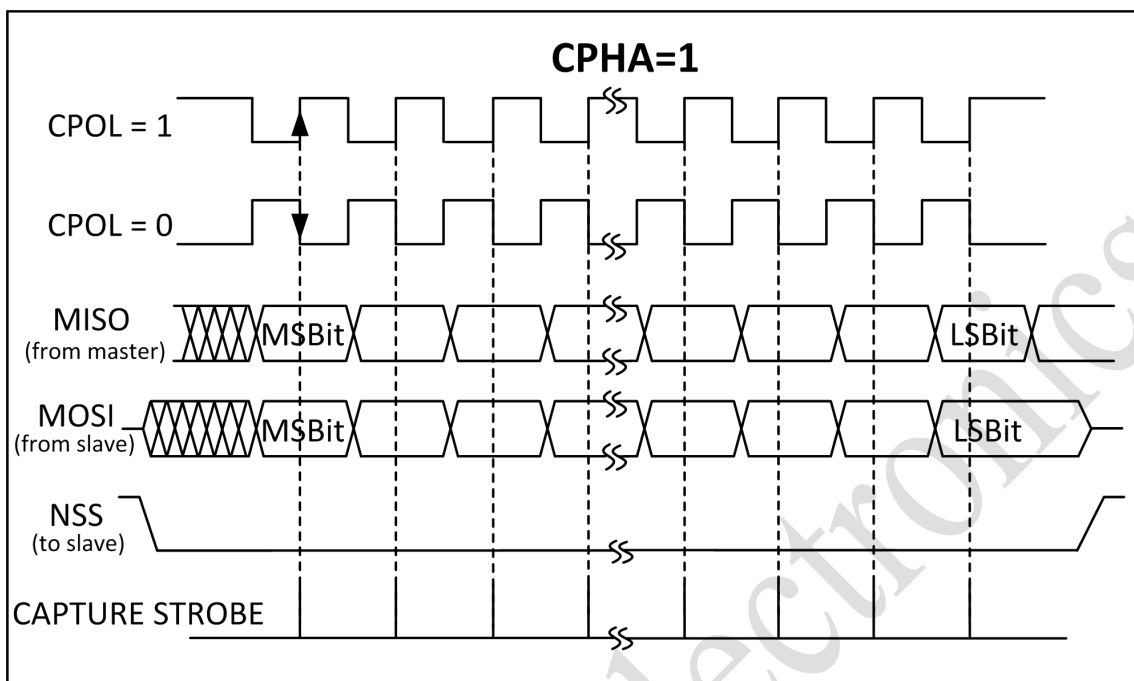 CPHA=1
CPOL = 1
CPOL = 0
MISO
(from master)
MSBit
LSBit
MOSI
(from slave)
MSBit
LSBit
NSS
(to slave)
CAPTURE STROBE
electronics